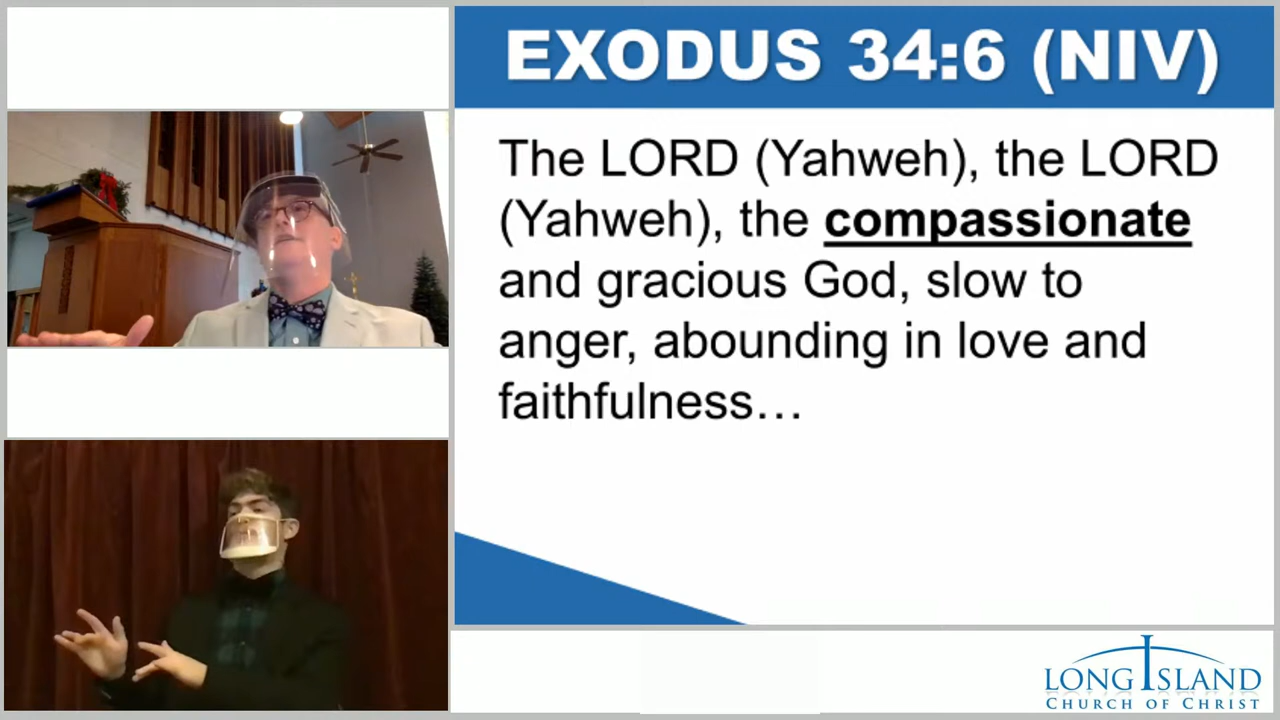 EXODUS 34:6 (NIV)
The LORD (Yahweh), the LORD
(Yahweh), the compassionate
and gracious God, slow to
anger, abounding in love and
faithfulness…
LONG ISLAND
CHURCH OF CHRIST